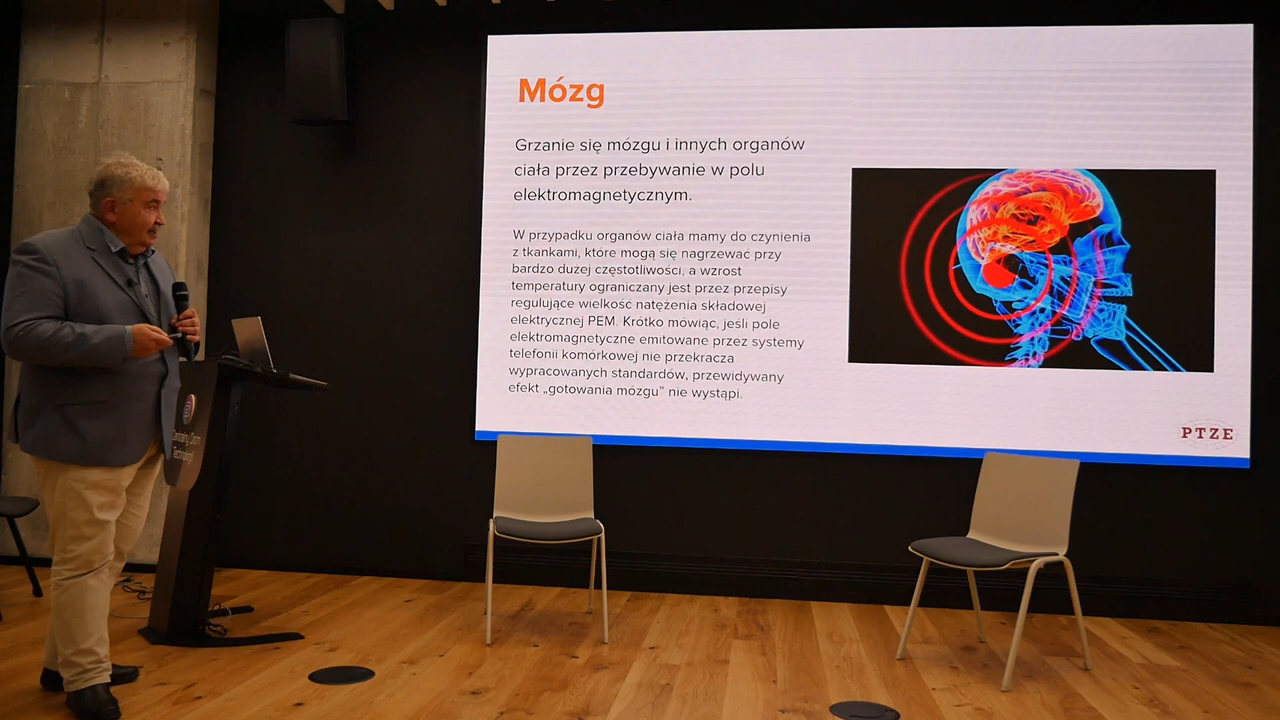 Mózg
Grzanie się mózgu i innych organów
ciała przez przebywanie w polu
elektromagnetycznym.
W przypadku organów ciała mamy do czynienia
z tkankami, które mogą się nagrzewać przy
bardzo dużej częstotliwości, a wzrost
temperatury ograniczany jest przez przepisy
regulujące wielkość natężenia składowej
elektrycznej PEM. Krótko mówiąc, jeśli pole
elektromagnetyczne emitowane przez systemy
telefonii komórkowej nie przekracza
wypracowanych standardów, przewidywany
efekt „gotowania mózgu” nie wystąpi.
PTZE
Centralny Dom
Technologii